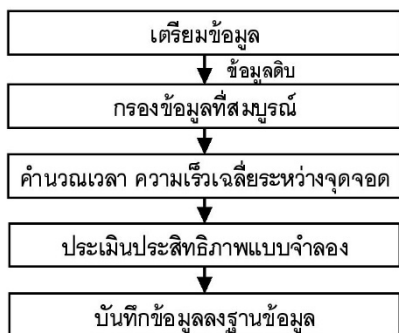 เตรียมข้อมูล
ข้อมูลดิบ
กรองข้อมูลที่สมบูรณ์
คำนวณเวลา ความเร็วเฉลี่ยระหว่างจุดจอด
ประเมินประสิทธิภาพแบบจำลอง
บันทึกข้อมูลลงฐานข้อมูล